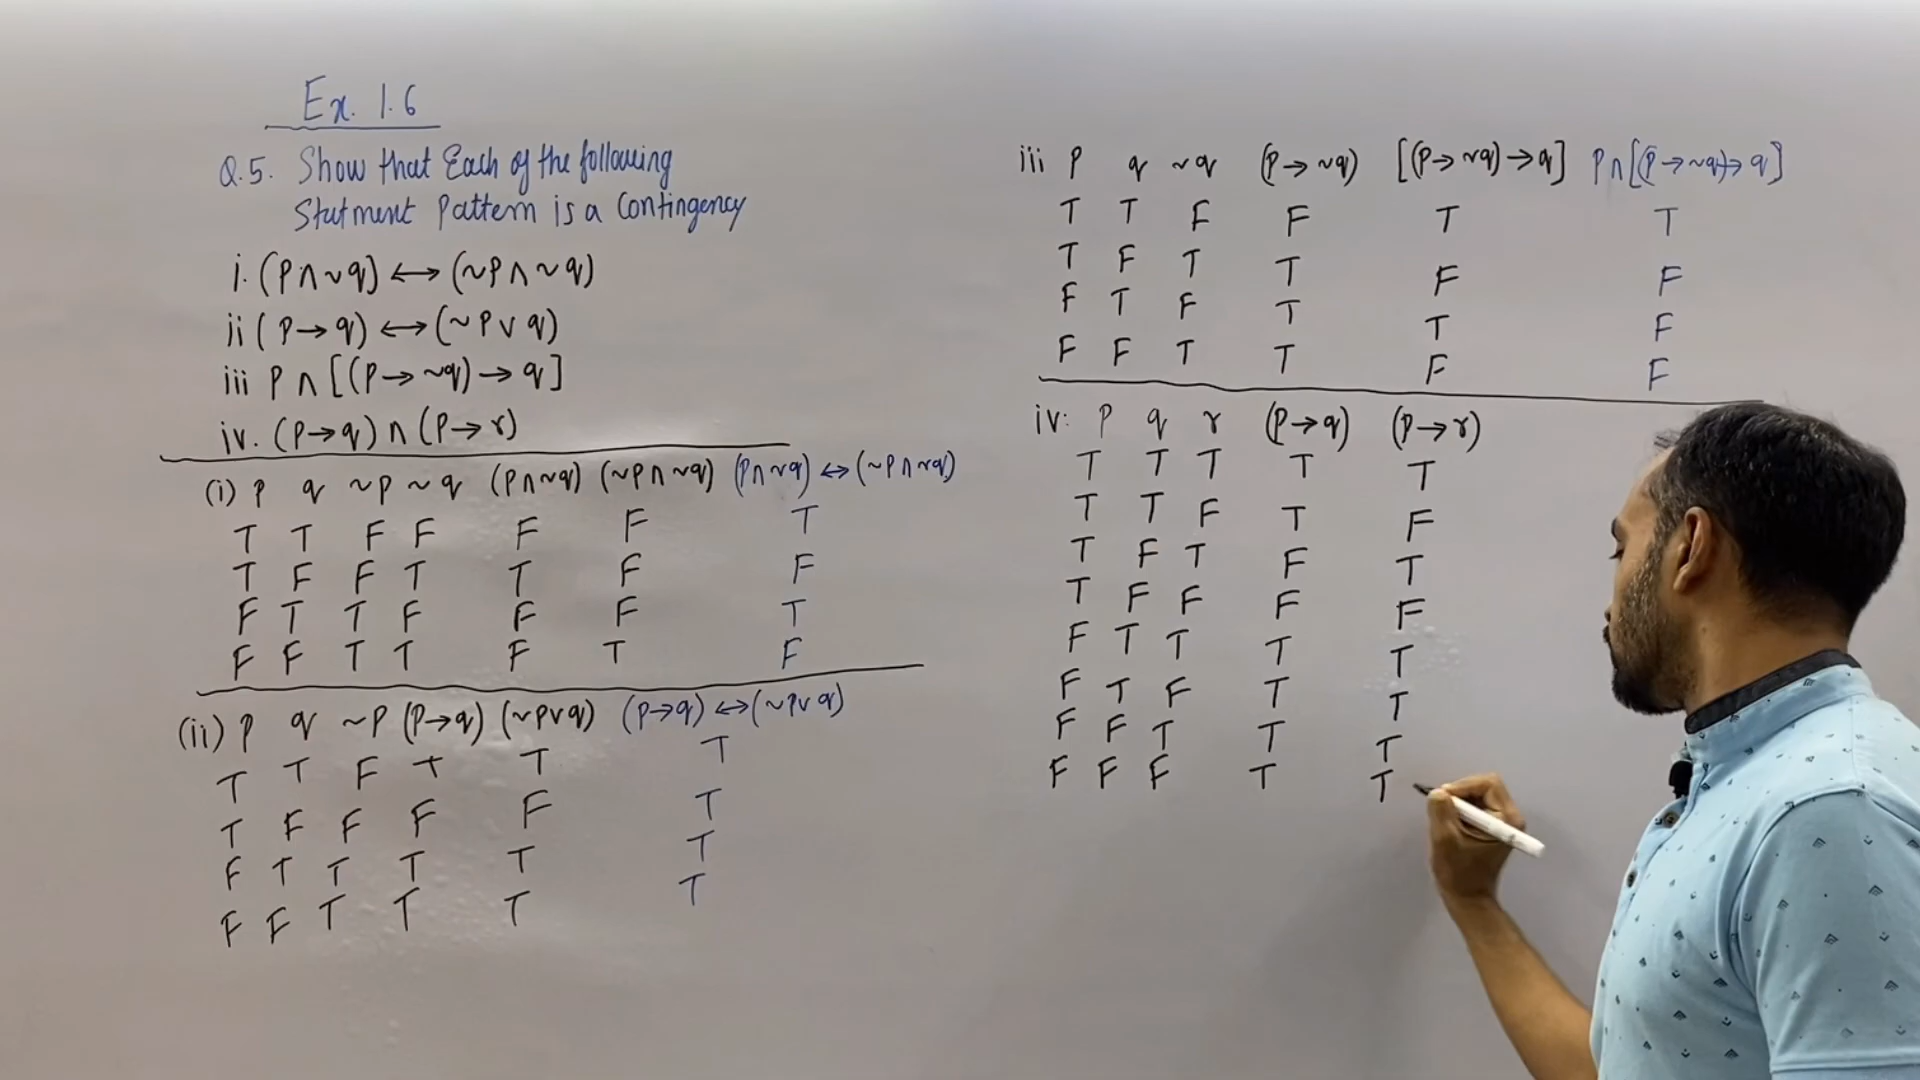 Ex. 1.6
Q.5. Show that Each of the following
Statment Pattern is a Contingency
i. (p∧~q) ↔ (~p∧~q)
ii (p→q) ↔ (~p∨q)
iii p∧[(p→~q)→q]
iv. (p→q)∧(p→r)
(i) p q ~p ~q (p∧~q) (~p∧~q) (p∧~q)↔(~p∧~q)
T T F F F F T
T F F T T F F
F T T F F F T
F F T T F T F
(ii) p q ~p (p→q) (~p∨q) (p→q)↔(~p∨q)
T T F T T T
T F F F F T
F T T T T T
F F T T T T
iii p q ~q (p→~q) [(p→~q)→q] p∧[(p→~q)→q]
T T F F T T
T F T T F F
F T F T T F
F F T T F F
iv: p q r (p→q) (p→r)
T T T T T
T T F T F
T F T F T
T F F F F
F T T T T
F T F T T
F F T T T
F F F T T